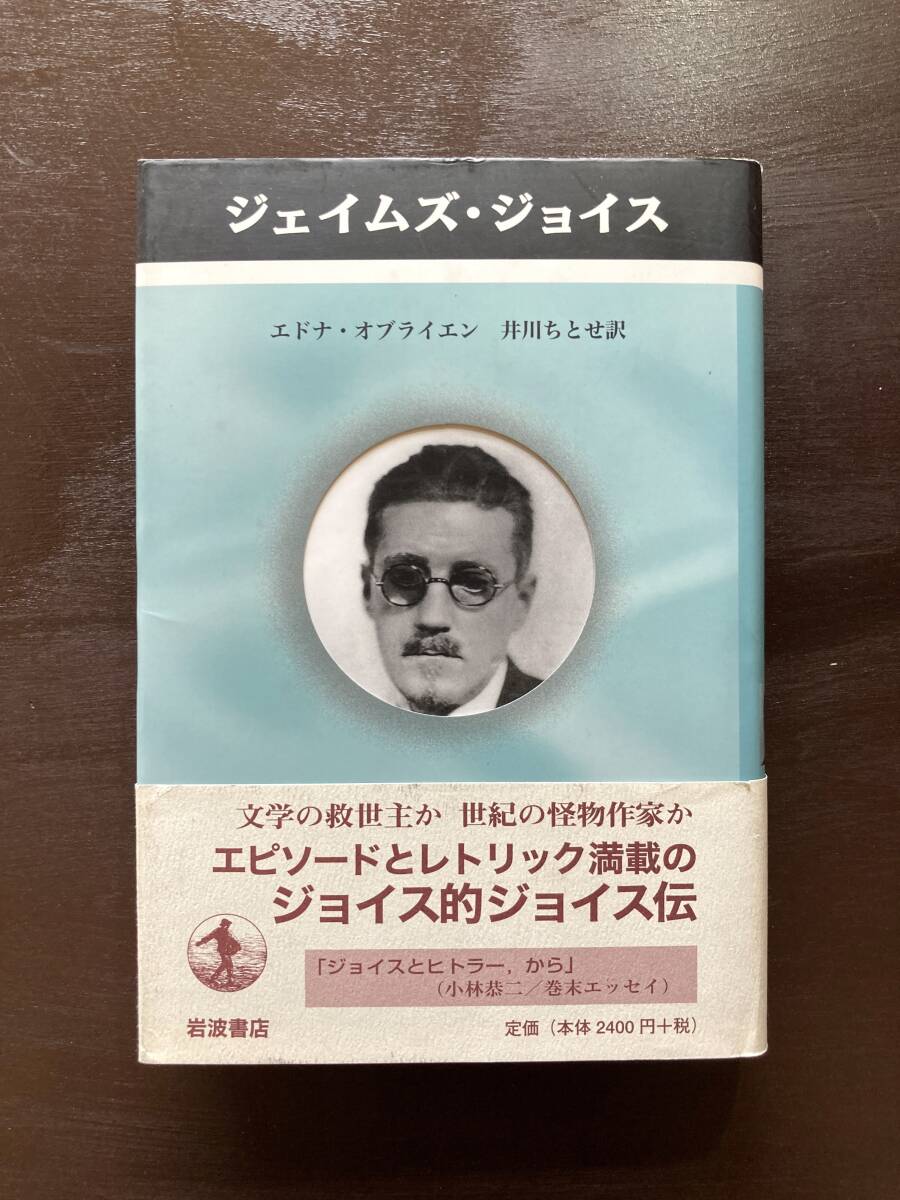 ジェイムズ・ジョイス
エドナ・オブライエン 井川ちとせ訳
文学の救世主か 世紀の怪物作家か
エピソードとレトリック満載の
ジョイス的ジョイス伝
「ジョイスとヒトラー，から」
（小林恭二／巻末エッセイ）
岩波書店
定価（本体2400円＋税）